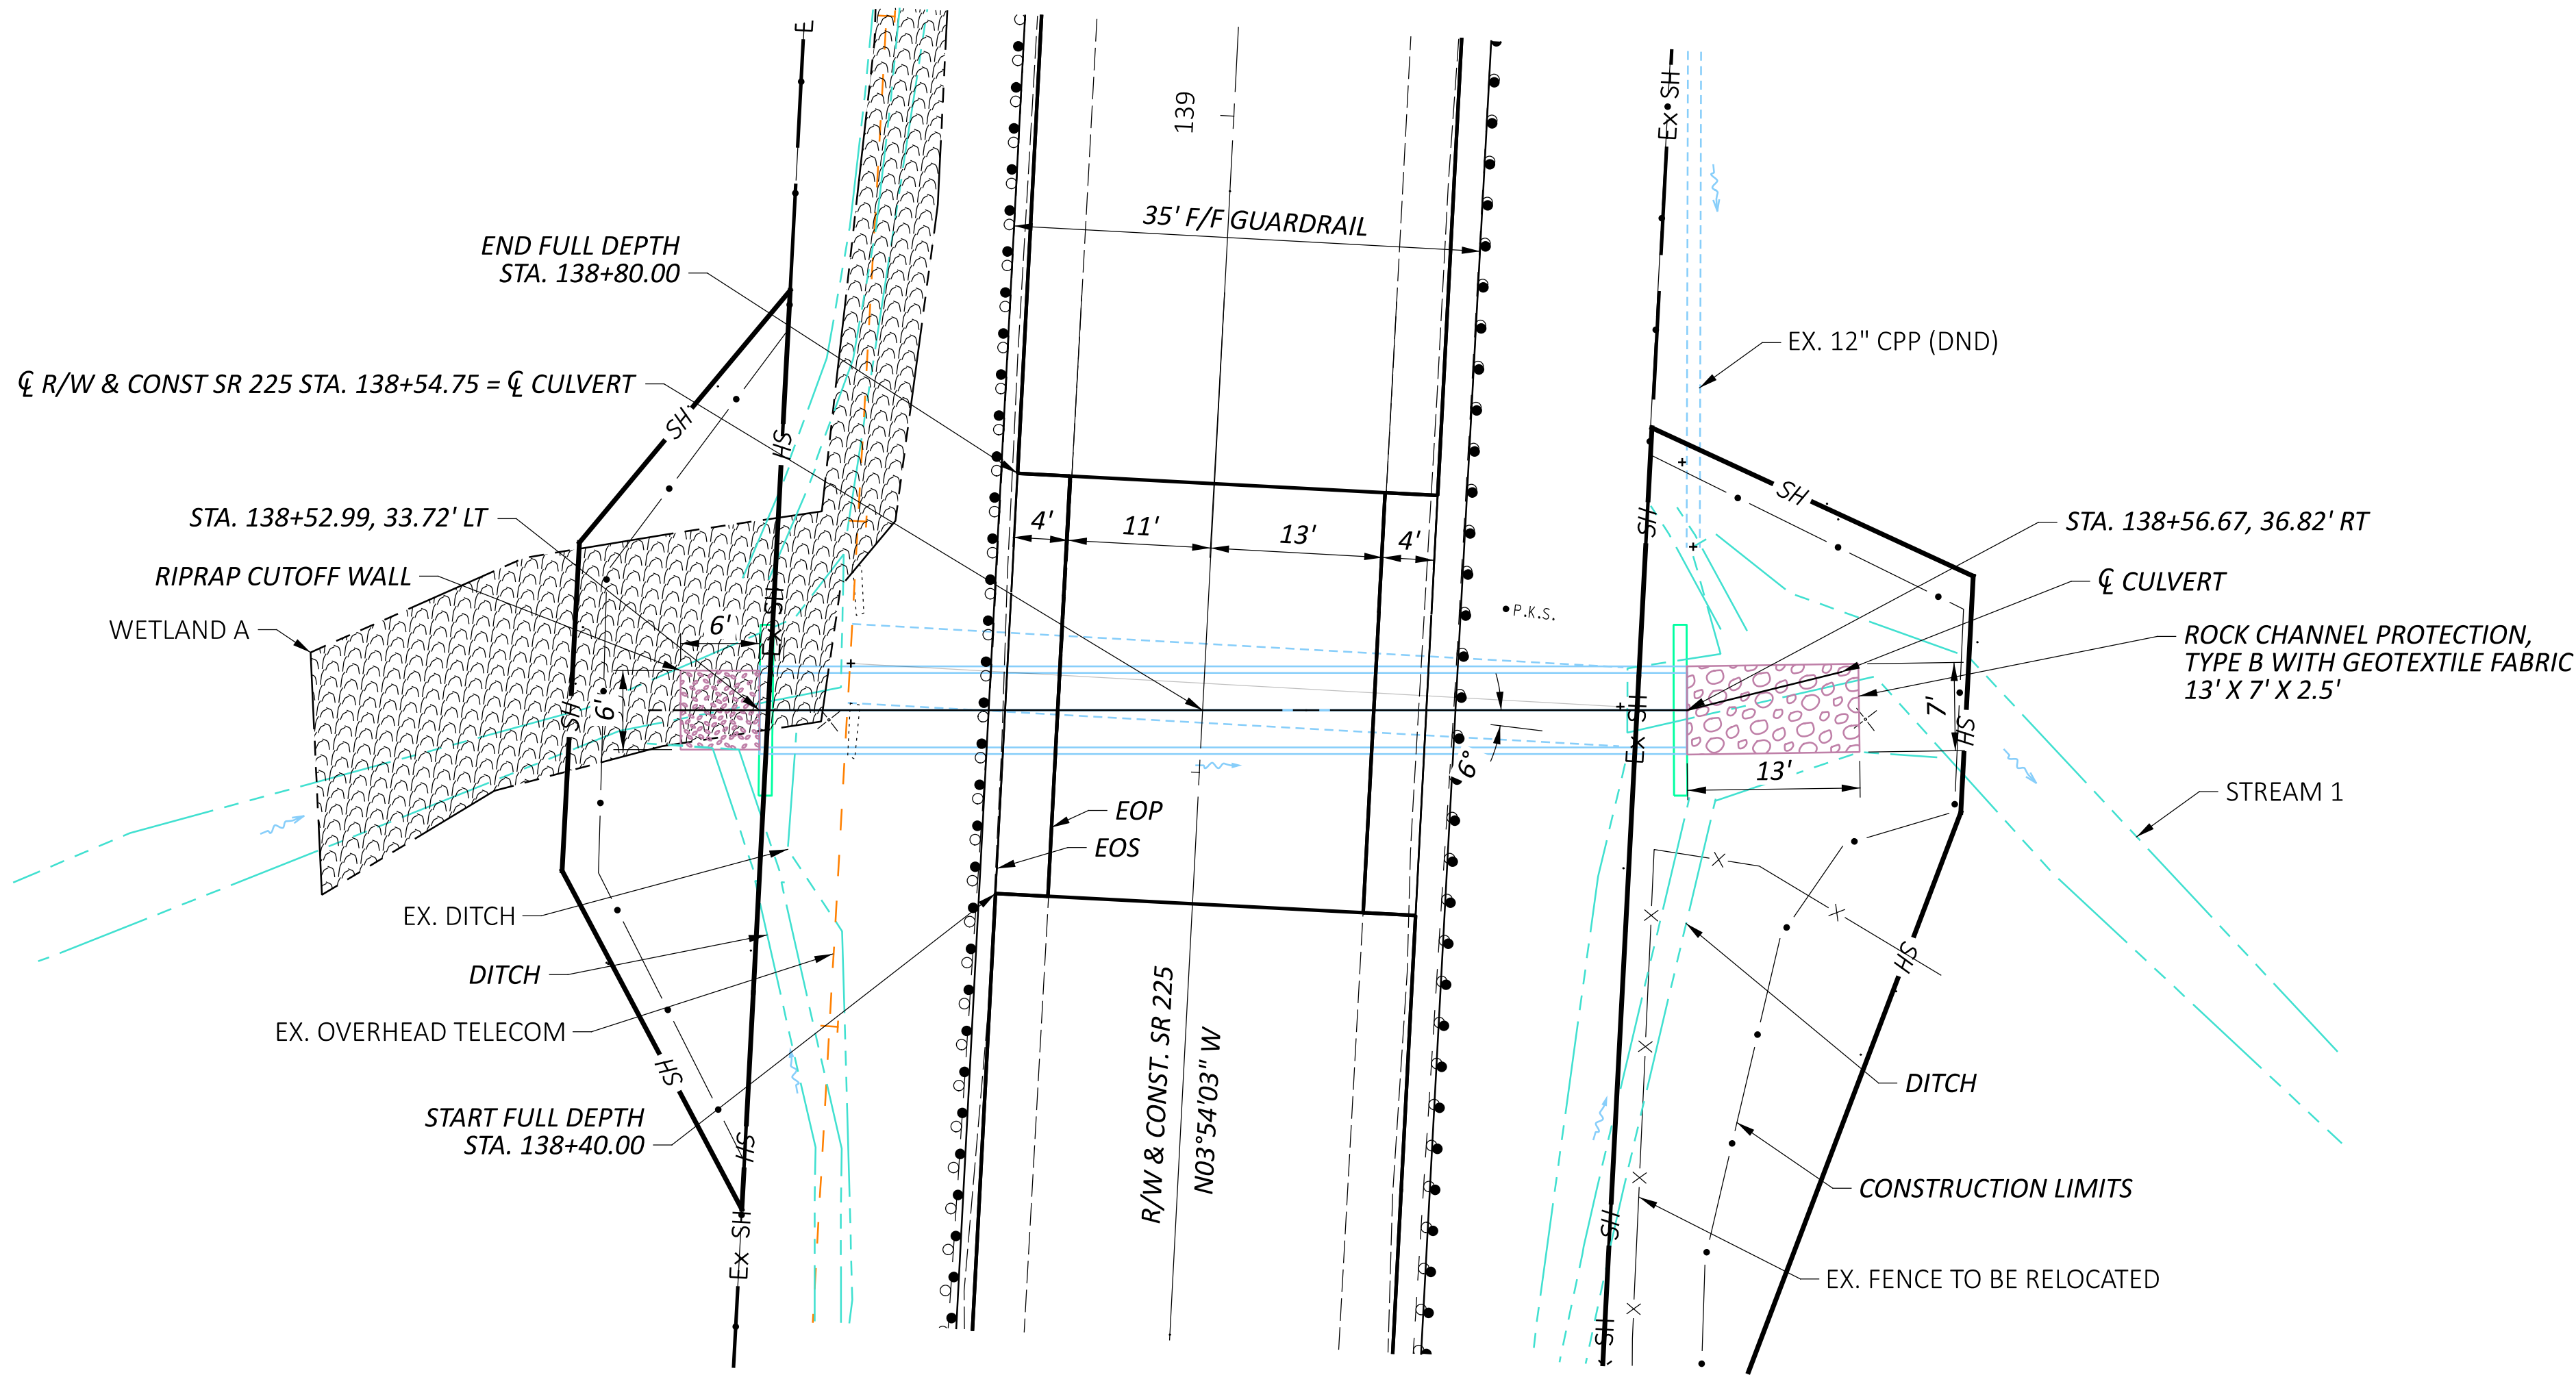 E
Ex SH
139
35' F/F GUARDRAIL
END FULL DEPTH
STA. 138+80.00
EX. 12" CPP (DND)
℄ R/W & CONST SR 225 STA. 138+54.75 = ℄ CULVERT
SH
SH
SH
SH
STA. 138+52.99, 33.72' LT
4'
11'
13'
4'
STA. 138+56.67, 36.82' RT
RIPRAP CUTOFF WALL
℄ CULVERT
WETLAND A
6'
Ex SH
P.K.S.
ROCK CHANNEL PROTECTION,
TYPE B WITH GEOTEXTILE FABRIC
13' X 7' X 2.5'
SH
6'
Ex SH
7'
SH
6°
13'
STREAM 1
EOP
EOS
EX. DITCH
DITCH
SH
EX. OVERHEAD TELECOM
SH
R/W & CONST. SR 225
N03°54'03" W
DITCH
START FULL DEPTH
STA. 138+40.00
SH
CONSTRUCTION LIMITS
Ex SH
SH
EX. FENCE TO BE RELOCATED
SH